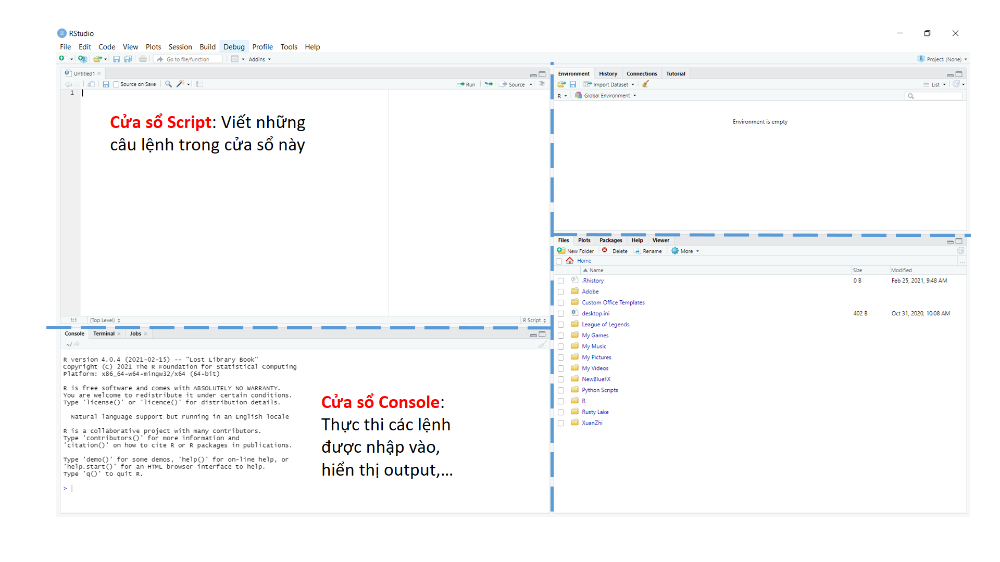 RStudio
File Edit Code View Plots Session Build Debug Profile Tools Help
Go to file/function Addins
Project: (None)
Untitled1
Source on Save Run Source
1
Cửa sổ Script: Viết những
câu lệnh trong cửa sổ này
1:1 (Top Level) R Script
Console Terminal Jobs
~/
R version 4.0.4 (2021-02-15) -- "Lost Library Book"
Copyright (C) 2021 The R Foundation for Statistical Computing
Platform: x86_64-w64-mingw32/x64 (64-bit)
R is free software and comes with ABSOLUTELY NO WARRANTY.
You are welcome to redistribute it under certain conditions.
Type 'license()' or 'licence()' for distribution details.
Natural language support but running in an English locale
R is a collaborative project with many contributors.
Type 'contributors()' for more information and
'citation()' on how to cite R or R packages in publications.
Type 'demo()' for some demos, 'help()' for on-line help, or
'help.start()' for an HTML browser interface to help.
Type 'q()' to quit R.
>
Cửa sổ Console:
Thực thi các lệnh
được nhập vào,
hiển thị output,...
Environment History Connections Tutorial
Import Dataset List
R Global Environment
Environment is empty
Files Plots Packages Help Viewer
New Folder Delete Rename More
Home ...
Name Size Modified
.Rhistory 0 B Feb 25, 2021, 9:48 AM
Adobe
Custom Office Templates
desktop.ini 402 B Oct 31, 2020, 10:08 AM
League of Legends
My Games
My Music
My Pictures
My Videos
NewBlueFX
Python Scripts
R
Rusty Lake
XuanZhi